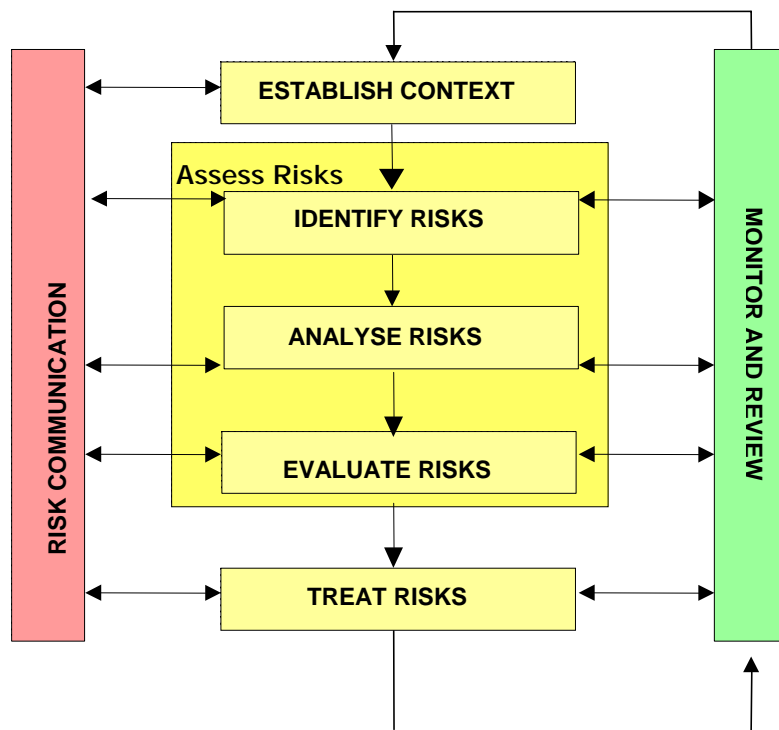 ESTABLISH CONTEXT
Assess Risks
IDENTIFY RISKS
ANALYSE RISKS
EVALUATE RISKS
TREAT RISKS
RISK COMMUNICATION
MONITOR AND REVIEW